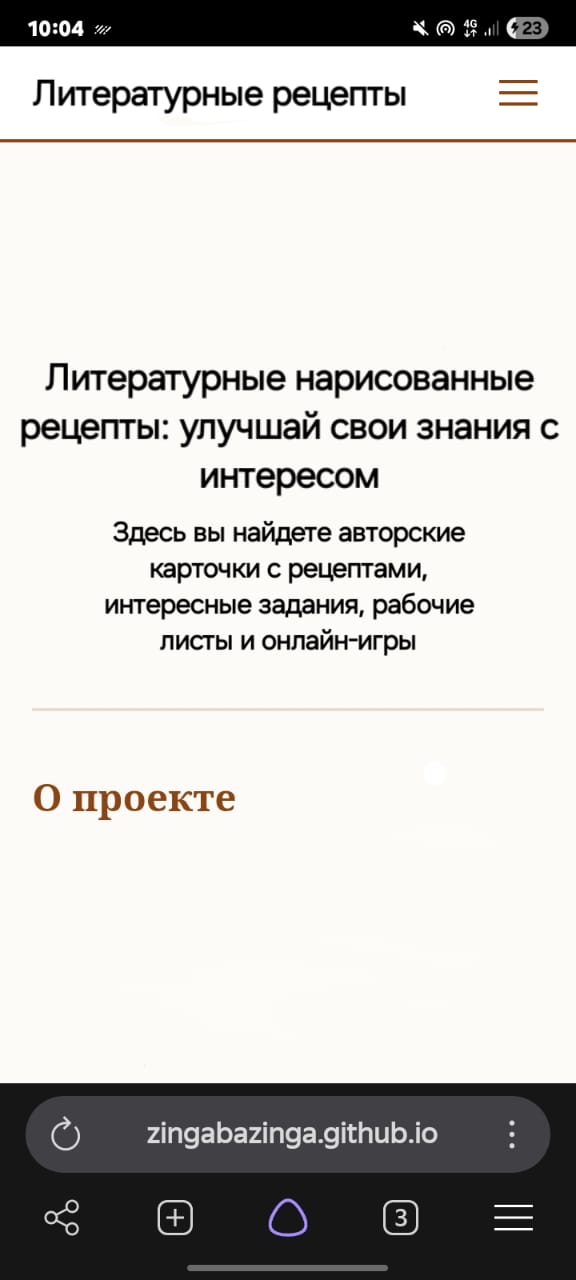 10:04
4G
23
Литературные рецепты
Литературные нарисованные
рецепты: улучшай свои знания с
интересом
Здесь вы найдете авторские
карточки с рецептами,
интересные задания, рабочие
листы и онлайн-игры
О проекте
zingabazinga.github.io
3